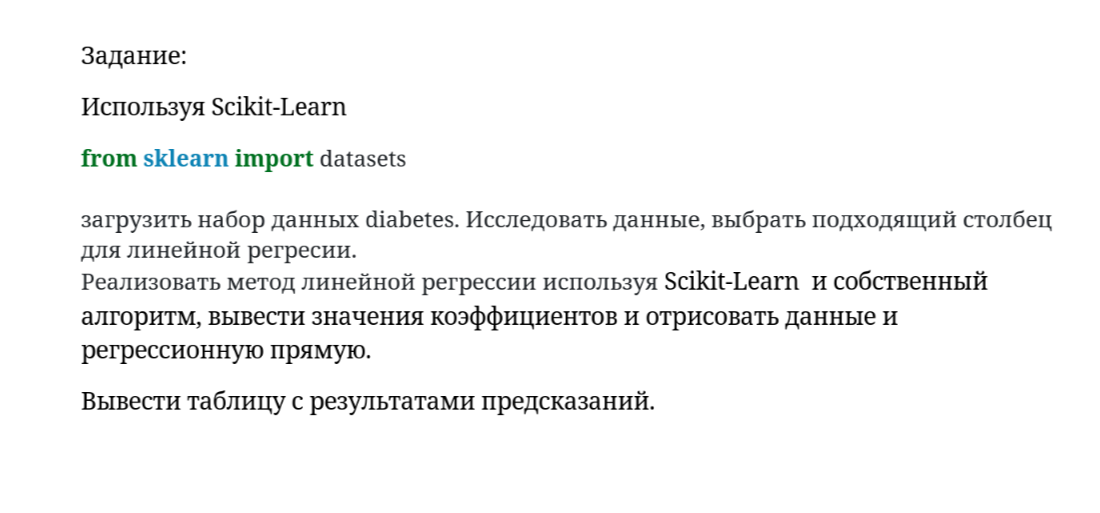 Задание:
Используя Scikit-Learn
from sklearn import datasets
загрузить набор данных diabetes. Исследовать данные, выбрать подходящий столбец
для линейной регресии.
Реализовать метод линейной регрессии используя Scikit-Learn  и собственный
алгоритм, вывести значения коэффициентов и отрисовать данные и
регрессионную прямую.
Вывести таблицу с результатами предсказаний.